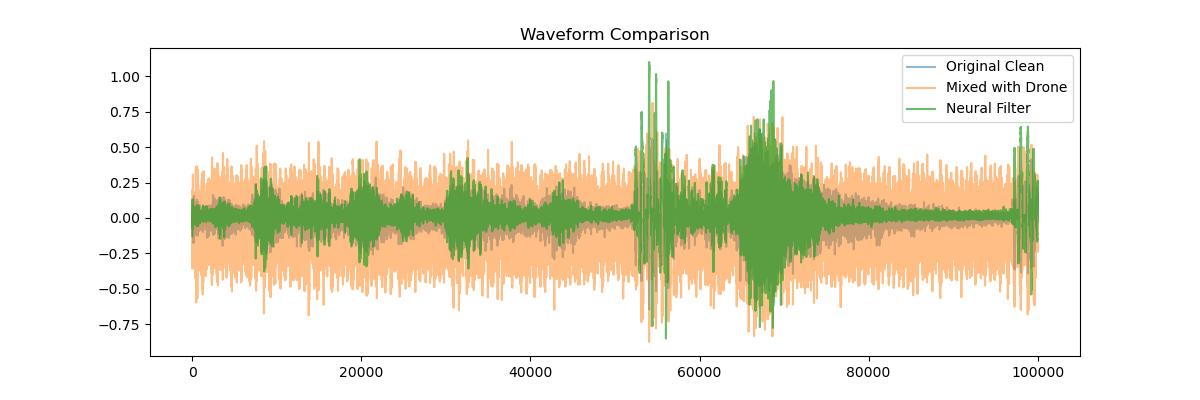 Waveform Comparison
Original Clean
Mixed with Drone
Neural Filter
1.00
0.75
0.50
0.25
0.00
−0.25
−0.50
−0.75
0 20000 40000 60000 80000 100000